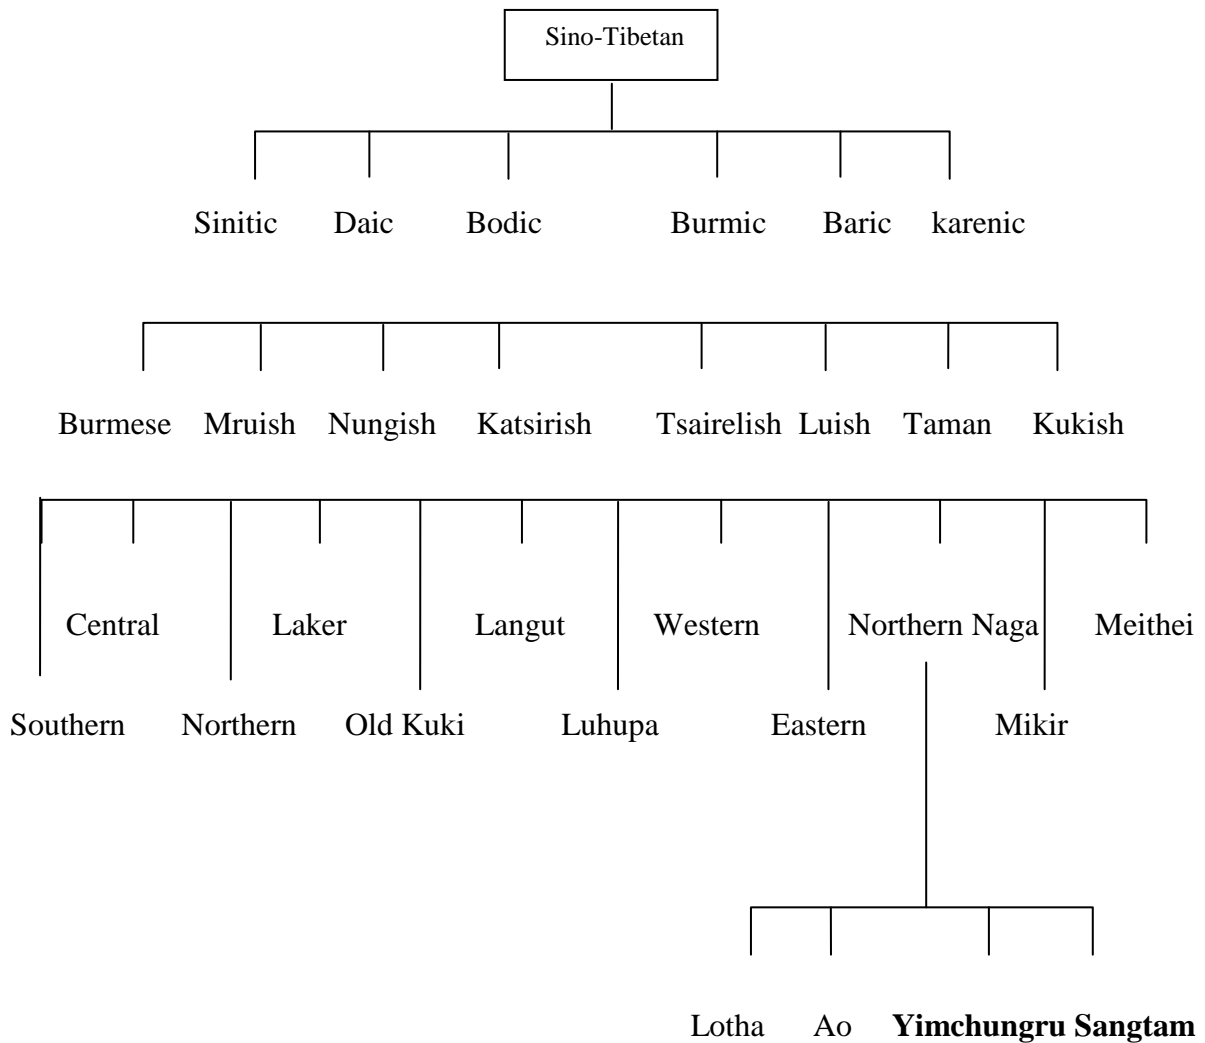 Sino-Tibetan
Sinitic Daic Bodic Burmic Baric karenic
Burmese Mruish Nungish Katsirish Tsairelish Luish Taman Kukish
Central Laker Langut Western Northern Naga Meithei
Southern Northern Old Kuki Luhupa Eastern Mikir
Lotha Ao Yimchungru Sangtam